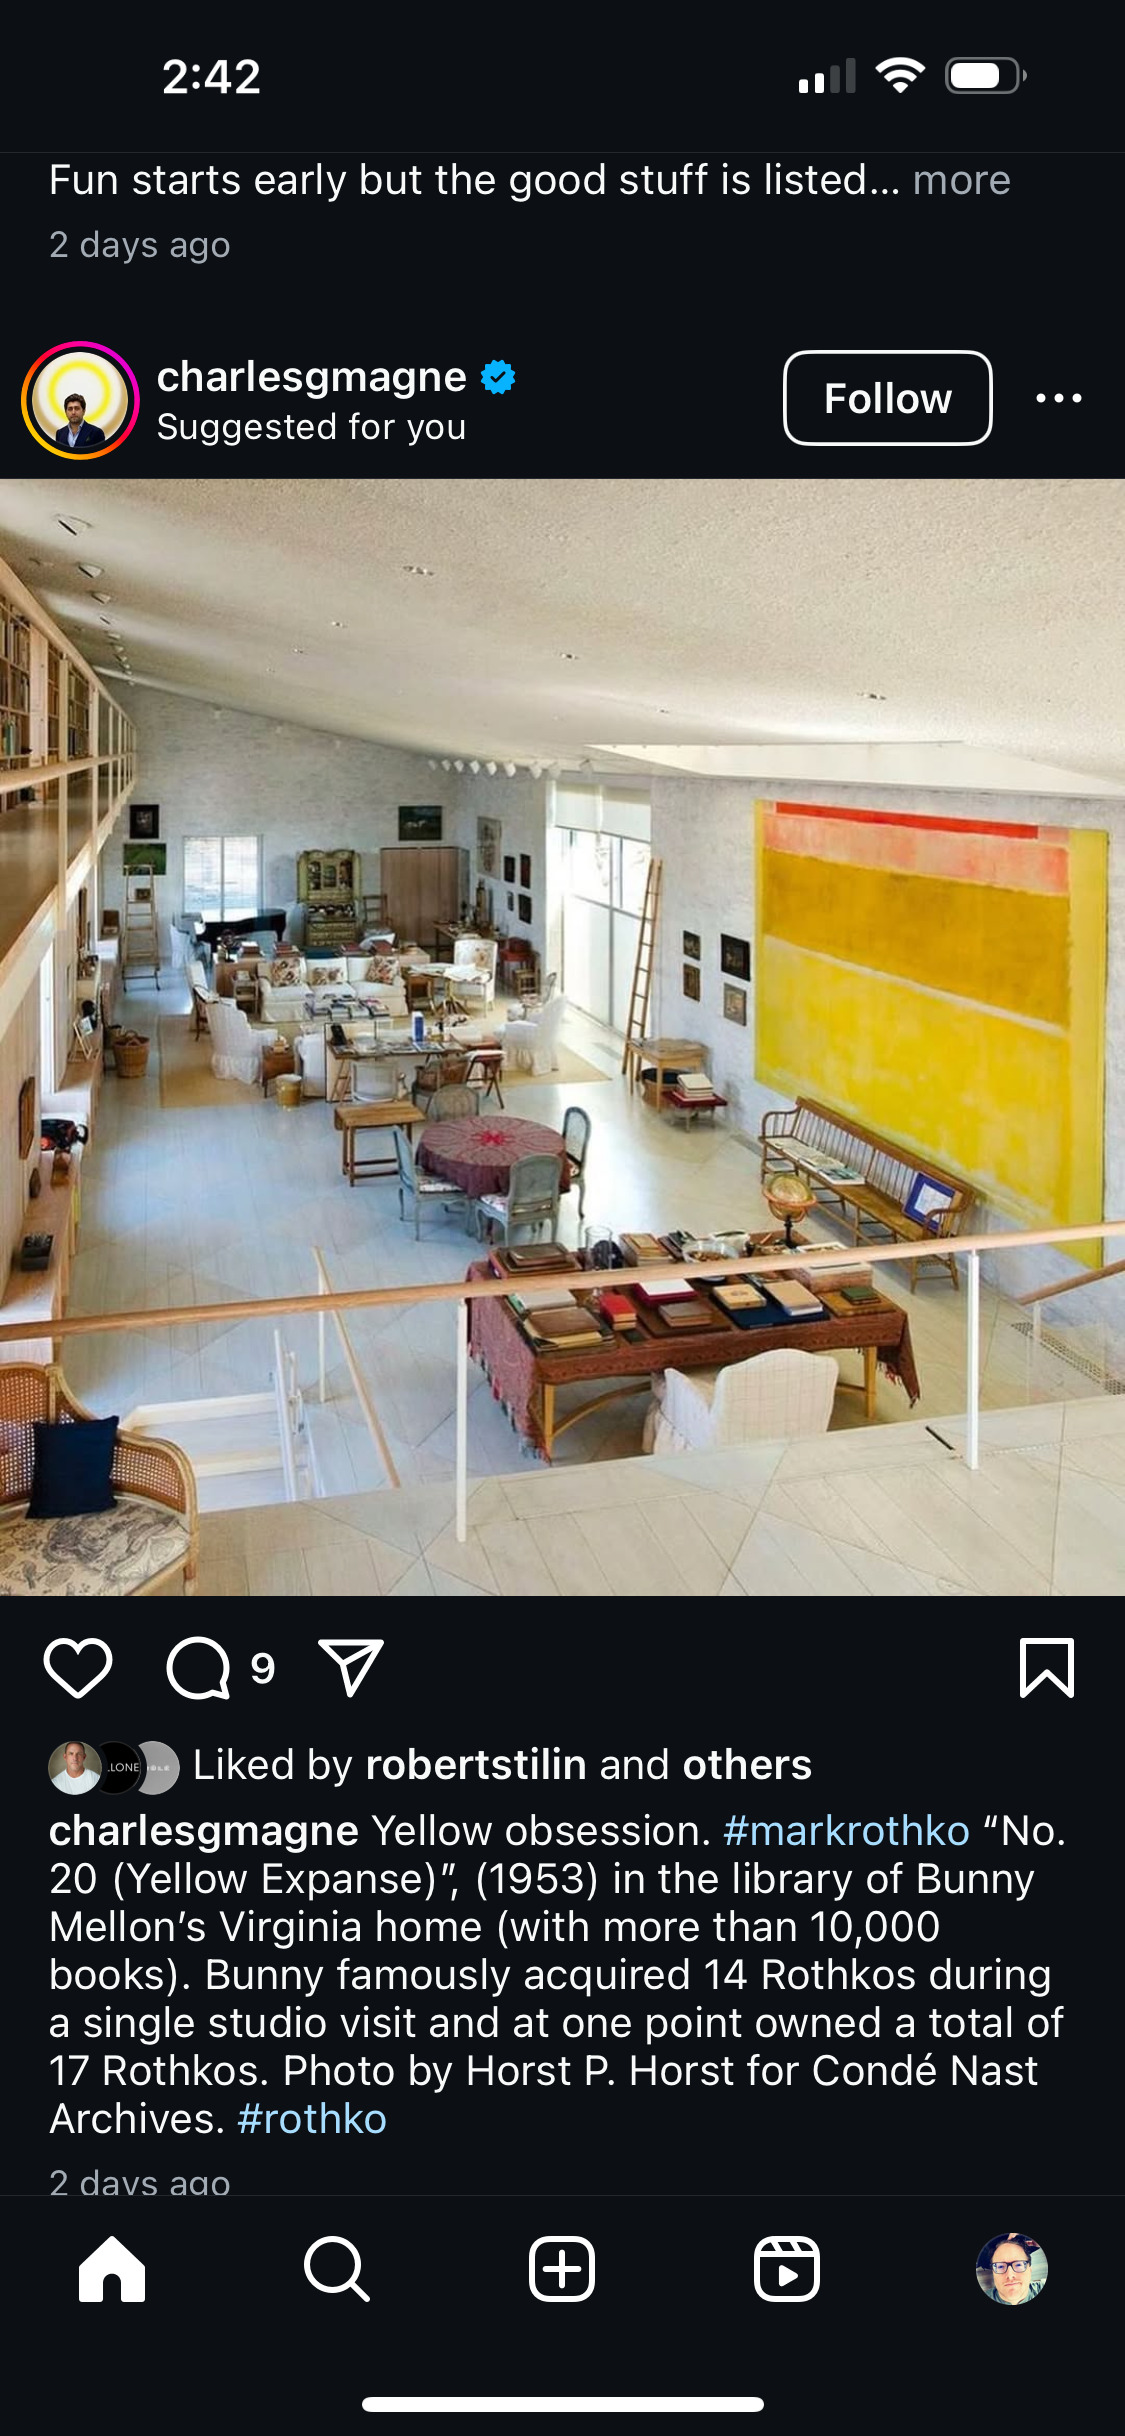 2:42
Fun starts early but the good stuff is listed... more
2 days ago
charlesgmagne
Suggested for you
Follow
9
LONE
Liked by robertstilin and others
charlesgmagne Yellow obsession. #markrothko “No.
20 (Yellow Expanse)”, (1953) in the library of Bunny
Mellon’s Virginia home (with more than 10,000
books). Bunny famously acquired 14 Rothkos during
a single studio visit and at one point owned a total of
17 Rothkos. Photo by Horst P. Horst for Condé Nast
Archives. #rothko
2 days ago